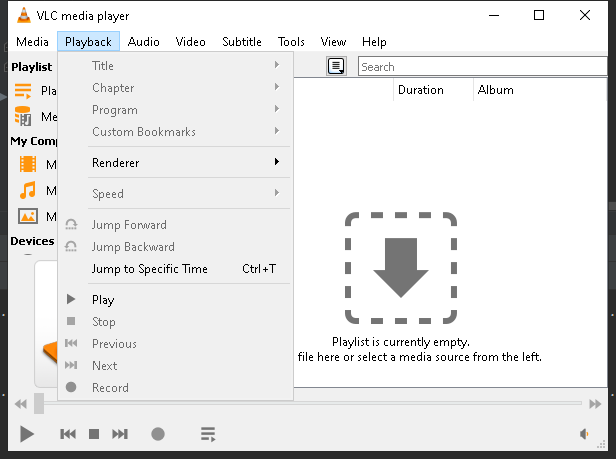 VLC media player
Media Playback Audio Video Subtitle Tools View Help
Playlist
Search
Pla
Me
My Comp
M
M
M
Devices
Title
Chapter
Program
Custom Bookmarks
Renderer
Speed
Jump Forward
Jump Backward
Jump to Specific Time Ctrl+T
Play
Stop
Previous
Next
Record
Duration Album
Playlist is currently empty.
file here or select a media source from the left.